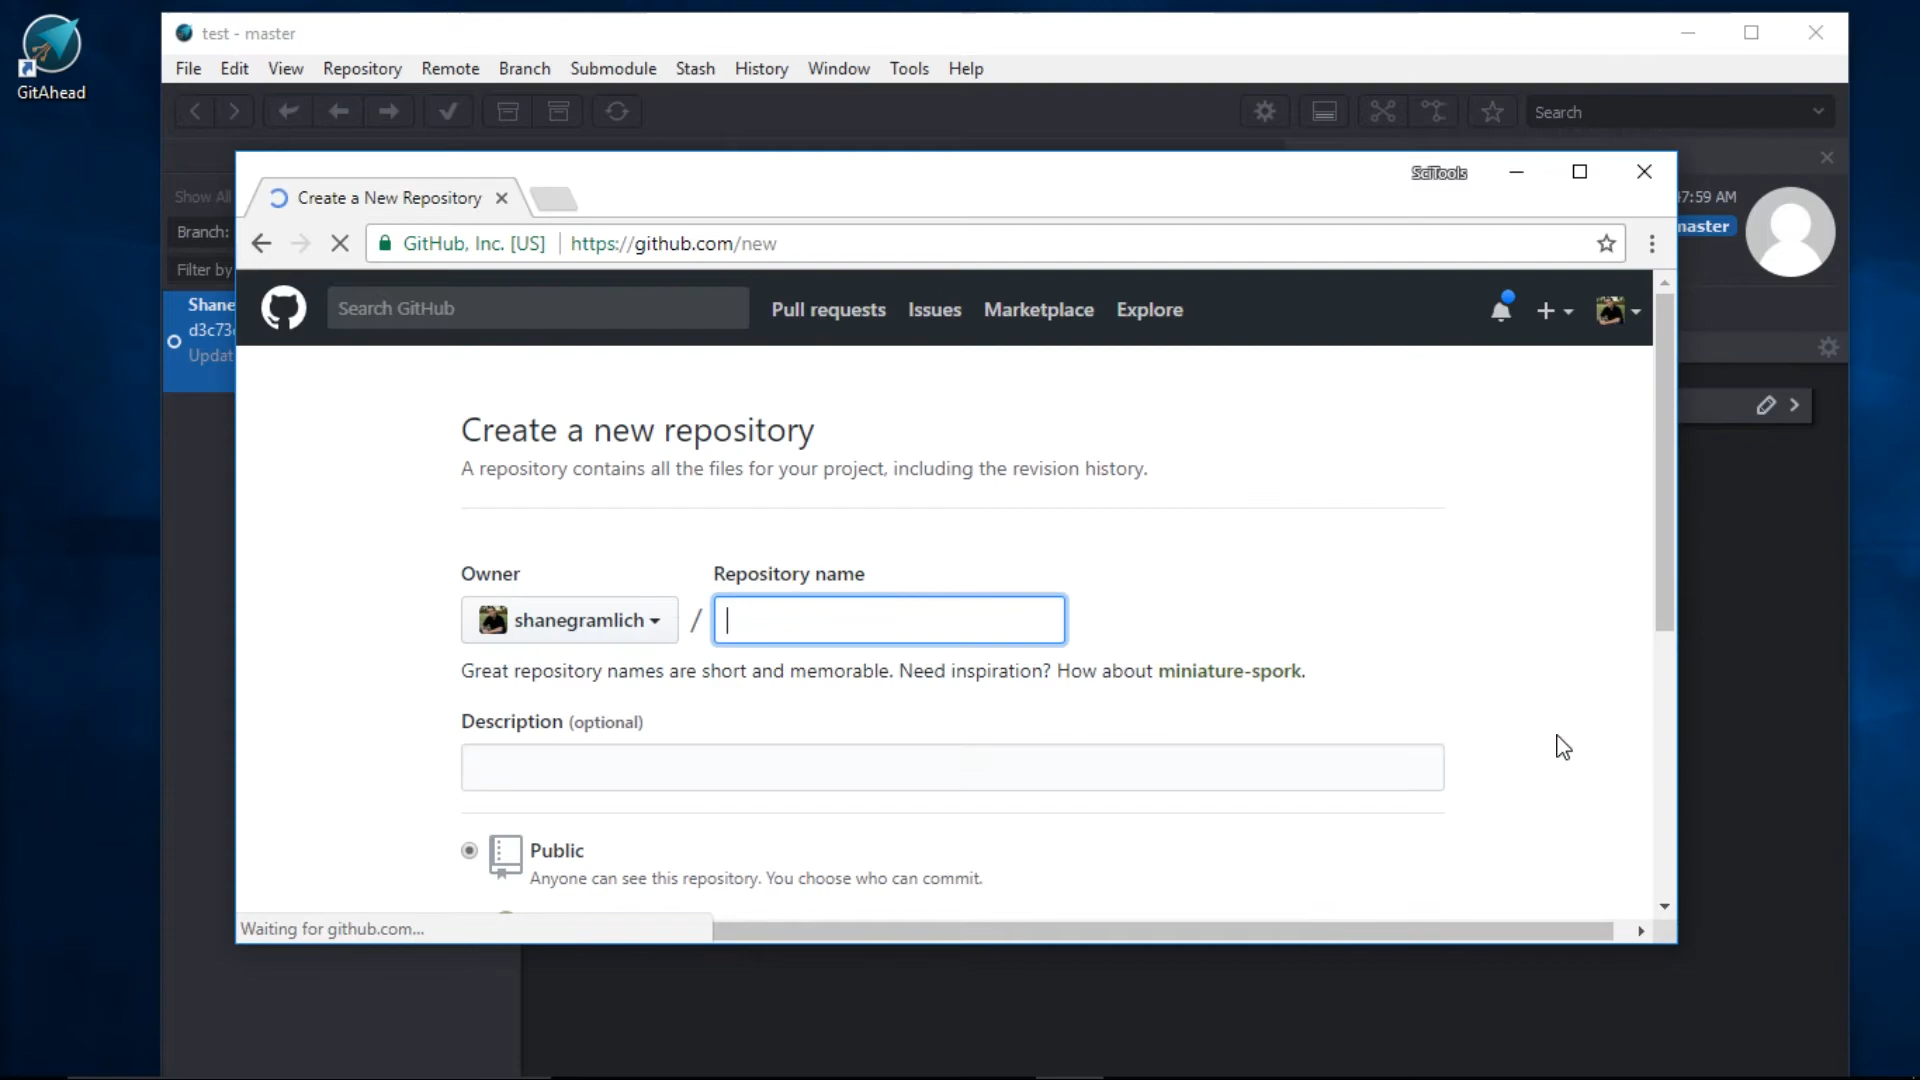 GitAhead
test - master
File Edit View Repository Remote Branch Submodule Stash History Window Tools Help
Search
SciTools
Create a New Repository
GitHub, Inc. [US] https://github.com/new
Show All
7:59 AM
Branch:
master
Filter by
Shane
Updat
Search GitHub
Pull requests Issues Marketplace Explore
Create a new repository
A repository contains all the files for your project, including the revision history.
Owner Repository name
shanegramlich /
Great repository names are short and memorable. Need inspiration? How about miniature-spork.
Description (optional)
Public
Anyone can see this repository. You choose who can commit.
Waiting for github.com...